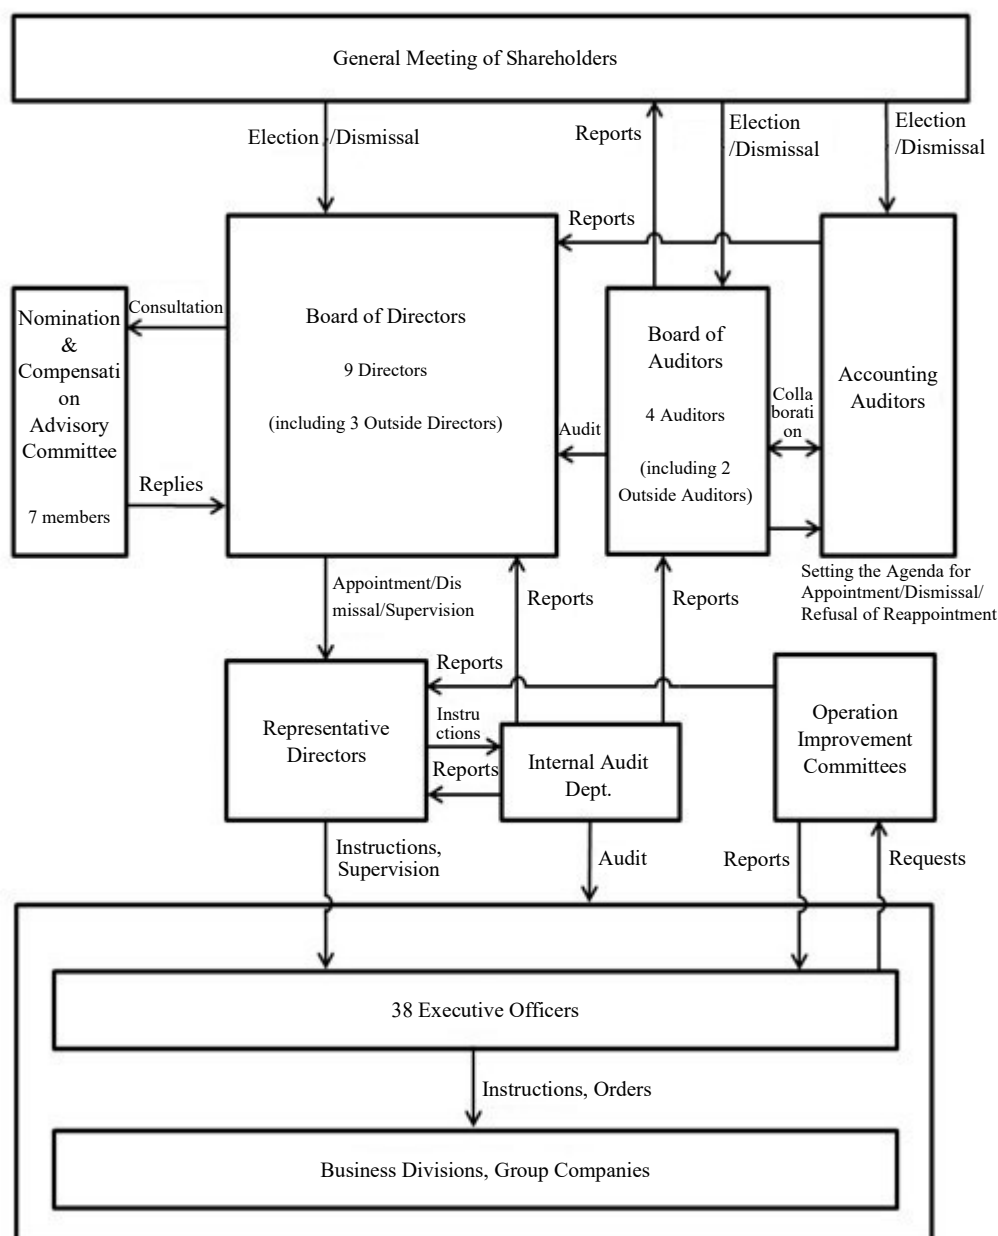 General Meeting of Shareholders
Election /Dismissal
Reports
Election
/Dismissal
Election
/Dismissal
Reports
Consultation
Nomination
&
Compensati
on
Advisory
Committee
7 members
Replies
Board of Directors
9 Directors
(including 3 Outside Directors)
Audit
Board of
Auditors
4 Auditors
(including 2
Outside Auditors)
Colla
borati
on
Accounting
Auditors
Setting the Agenda for
Appointment/Dismissal/
Refusal of Reappointment
Appointment/Dis
missal/Supervision
Reports
Reports
Reports
Representative
Directors
Instru
ctions
Reports
Internal Audit
Dept.
Operation
Improvement
Committees
Instructions,
Supervision
Audit
Reports
Requests
38 Executive Officers
Instructions, Orders
Business Divisions, Group Companies